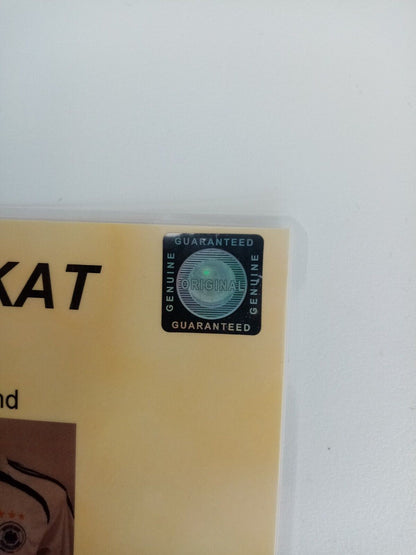 GUARANTEED
GENUINE
ORIGINAL
GENUINE
GUARANTEED
KAT
nd